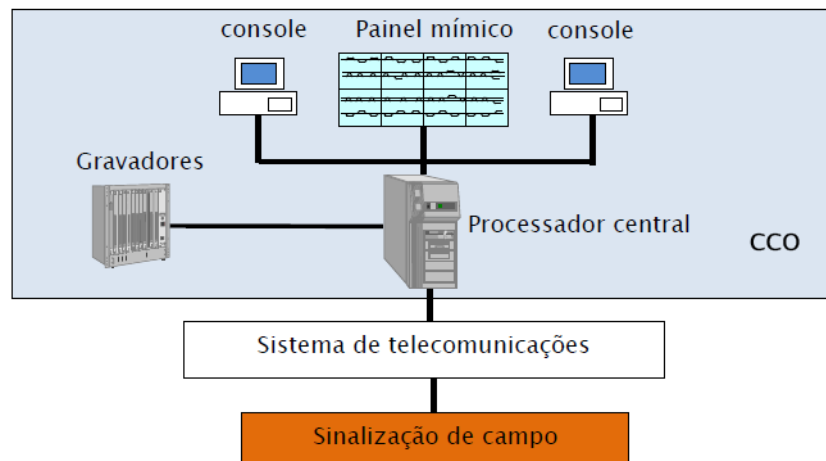 console
Painel mímico
console
Gravadores
Processador central
CCO
Sistema de telecomunicações
Sinalização de campo